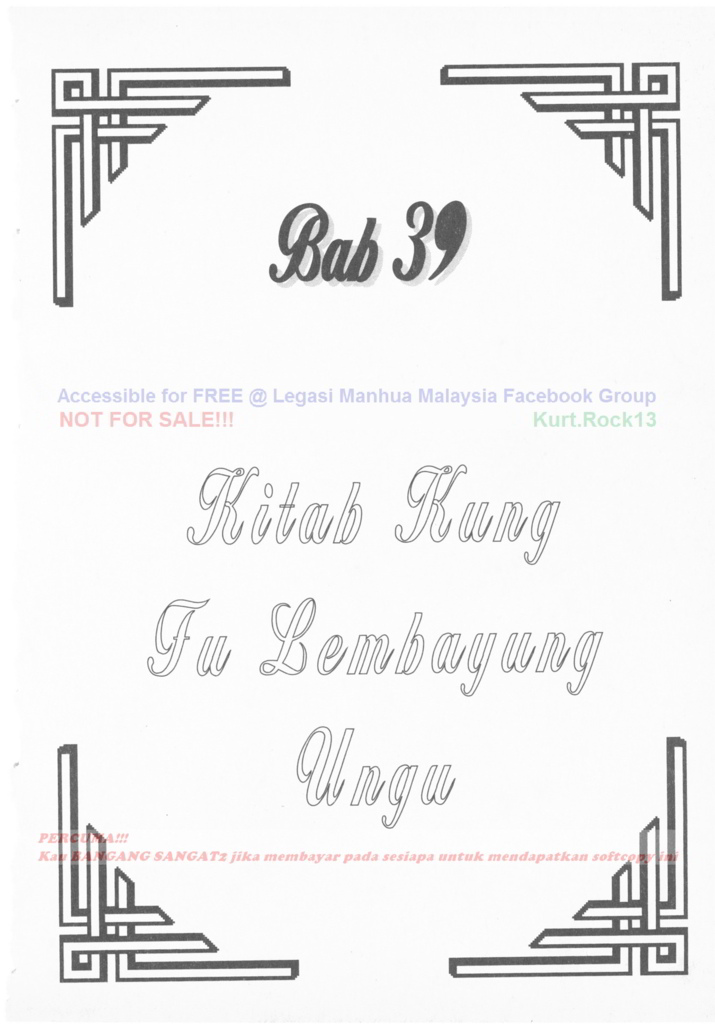 Bab 39
Accessible for FREE @ Legasi Manhua Malaysia Facebook Group
NOT FOR SALE!!! Kurt.Rock13
Kitab Kung
Fu Lembayung
Ungu
PERCUMA!!!
Kau BANGANG SANGAT2 jika membayar pada sesiapa untuk mendapatkan softcopy ini